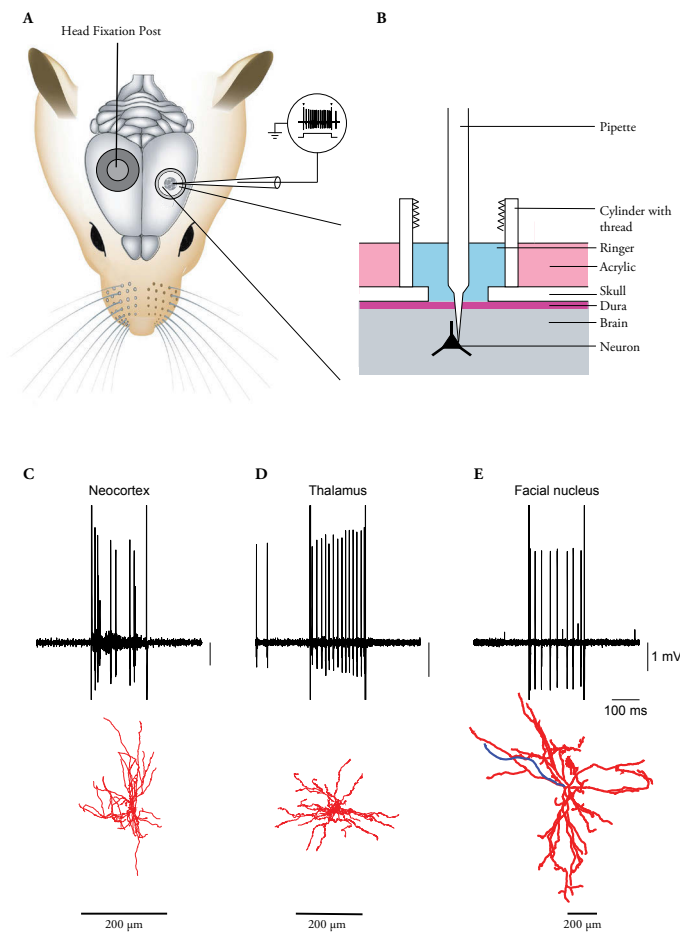 A
Head Fixation Post
B
Pipette
Cylinder with
thread
Ringer
Acrylic
Skull
Dura
Brain
Neuron
C
Neocortex
D
Thalamus
E
Facial nucleus
1 mV
100 ms
200 µm
200 µm
200 µm